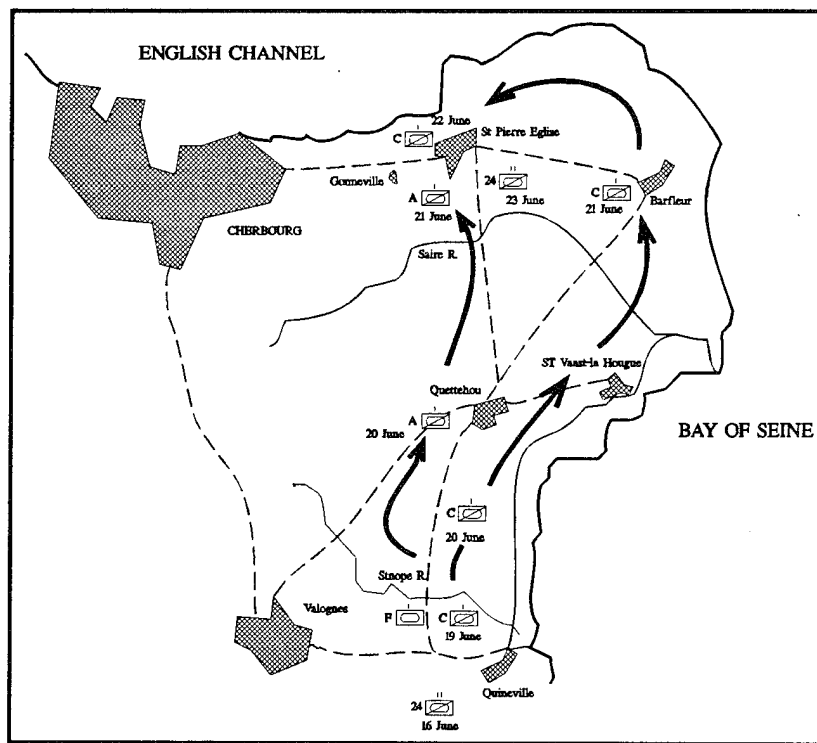 ENGLISH CHANNEL
22 June
C
St Pierre Eglise
Gonneville
24
23 June
A
21 June
C
21 June
Barfleur
CHERBOURG
Saire R.
ST Vaast-la Hougue
Quettehou
A
20 June
BAY OF SEINE
C
20 June
Sinope R.
Valognes
F
C
19 June
Quineville
24
16 June